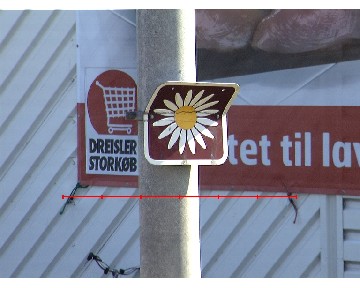 DREISLER
STORKØB
tet til lav